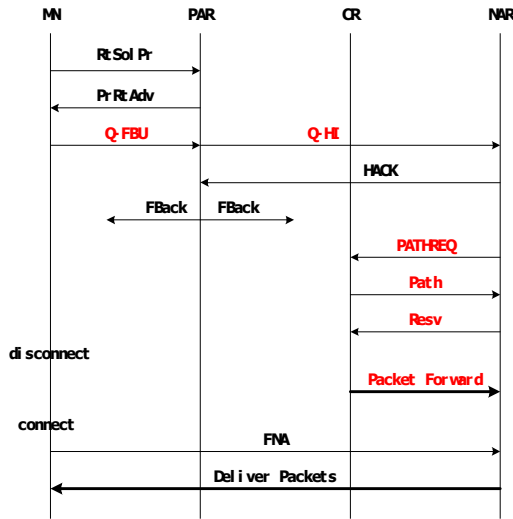 MN PAR CR NAR
RtSolPr
PrRtAdv
Q-FBU Q-HI
HACK
FBack FBack
PATHREQ
Path
Resv
disconnect
Packet Forward
connect
FNA
Deliver Packets